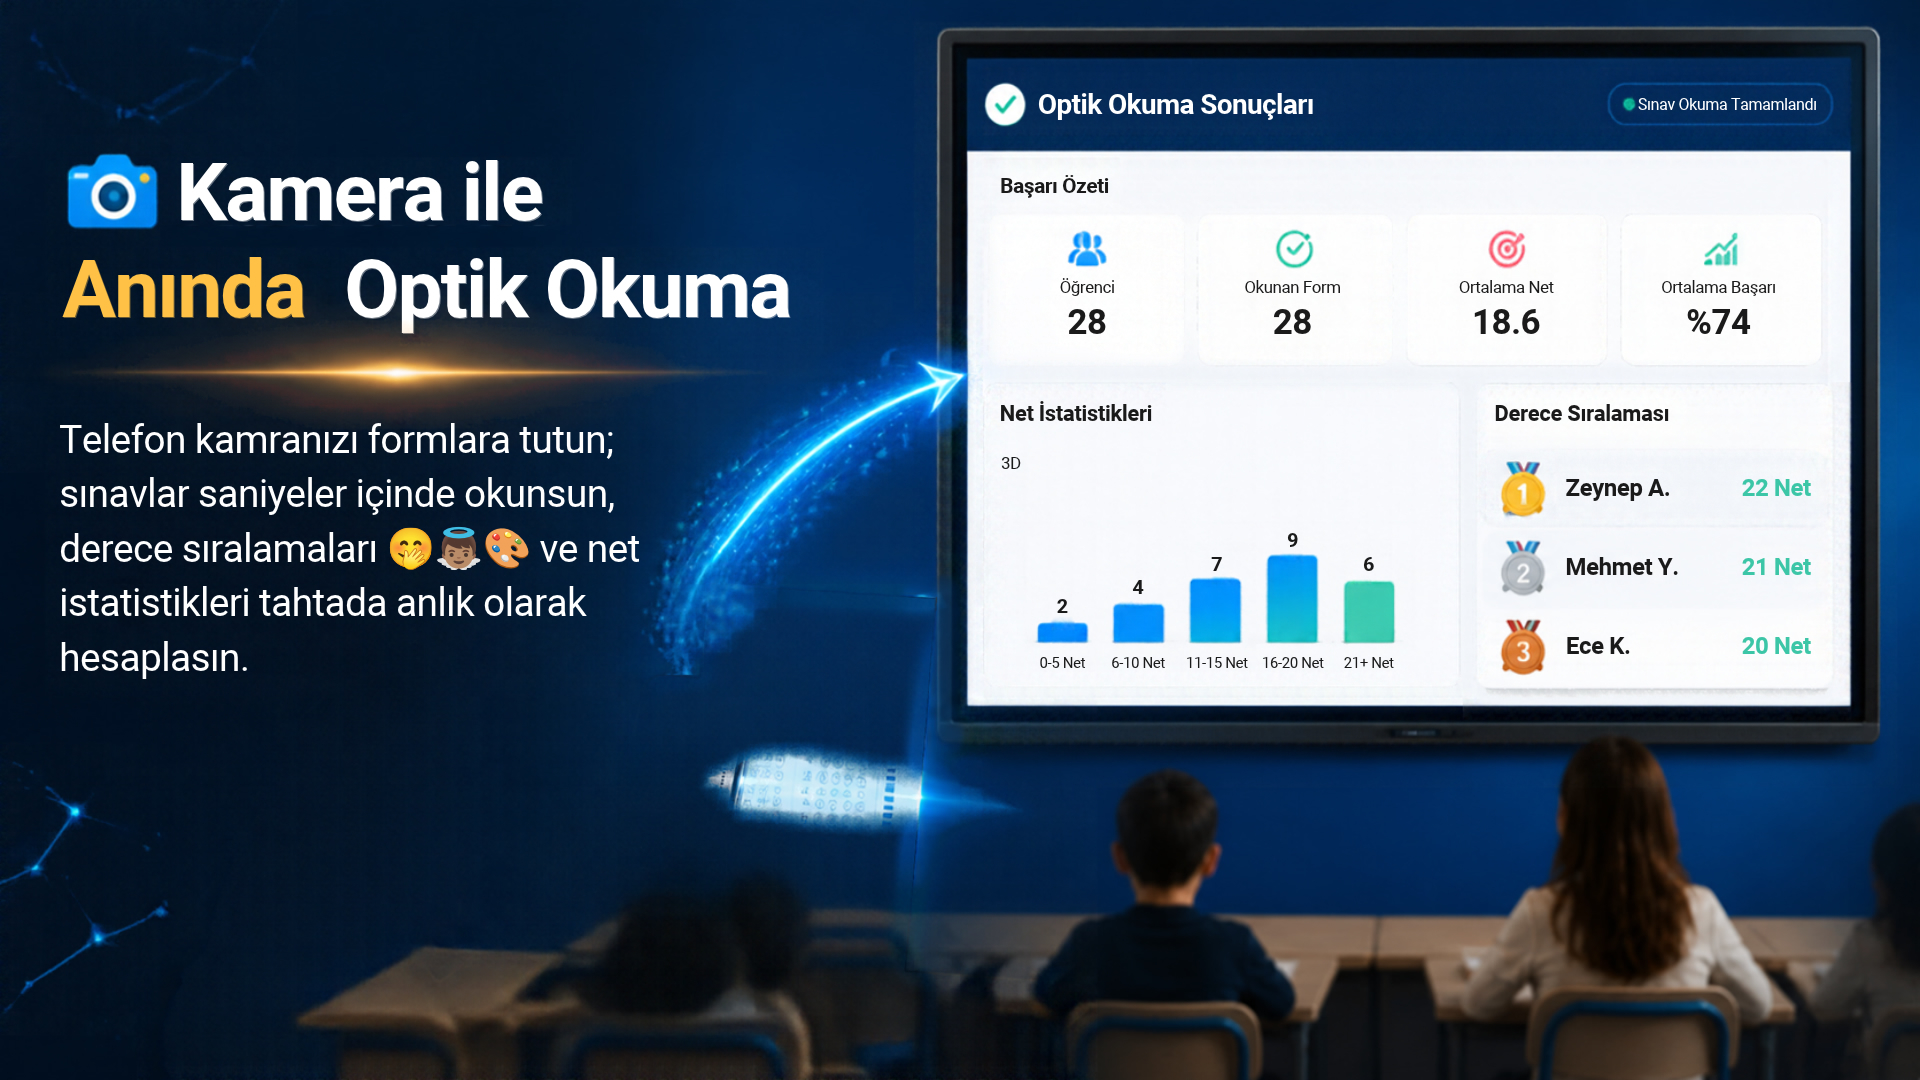 Kamera ile
Anında Optik Okuma
Telefon kamranızı formlara tutun;
sınavlar saniyeler içinde okunsun,
derece sıralamaları 🤭👼🏽🎨 ve net
istatistikleri tahtada anlık olarak
hesaplasın.
Optik Okuma Sonuçları
Sınav Okuma Tamamlandı
Başarı Özeti
Öğrenci
28
Okunan Form
28
Ortalama Net
18.6
Ortalama Başarı
%74
Net İstatistikleri
3D
2
4
7
9
6
0-5 Net
6-10 Net
11-15 Net
16-20 Net
21+ Net
Derece Sıralaması
1
Zeynep A.
22 Net
2
Mehmet Y.
21 Net
3
Ece K.
20 Net